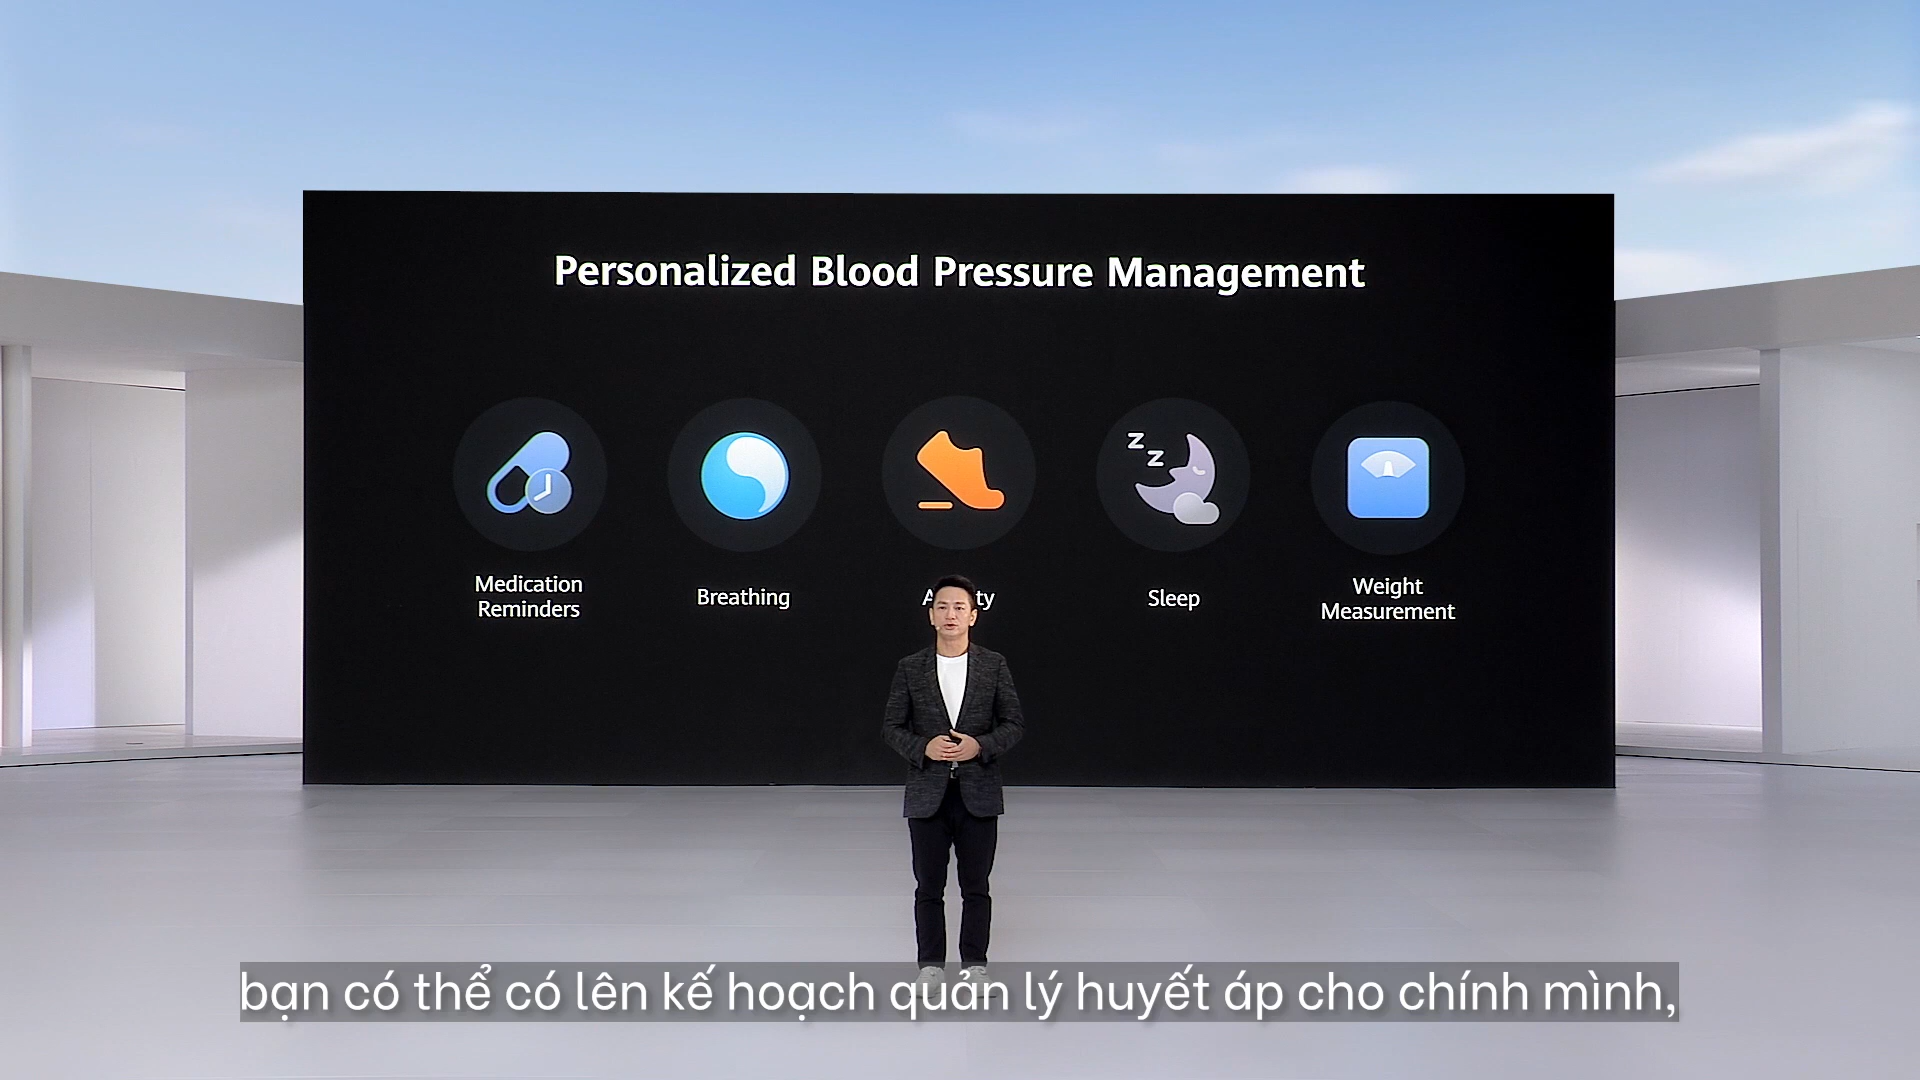 Personalized Blood Pressure Management
Medication
Reminders
Breathing
Sleep
Weight
Measurement
bạn có thể có lên kế hoạch quản lý huyết áp cho chính mình,